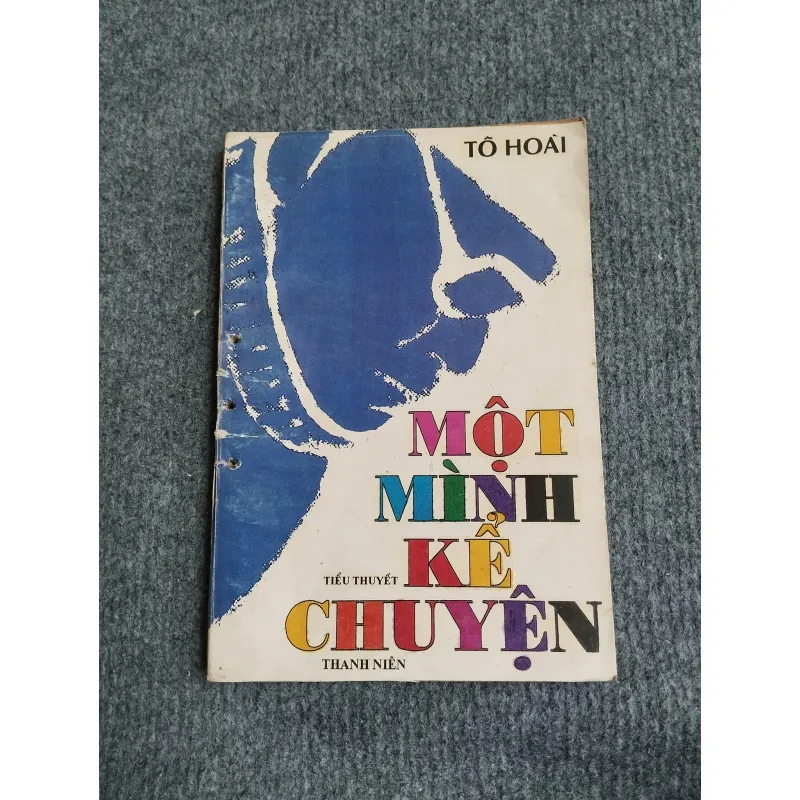 TÔ HOÀI
MỘT
MÌNH
TIỂU THUYẾT KỂ
CHUYỆN
THANH NIÊN